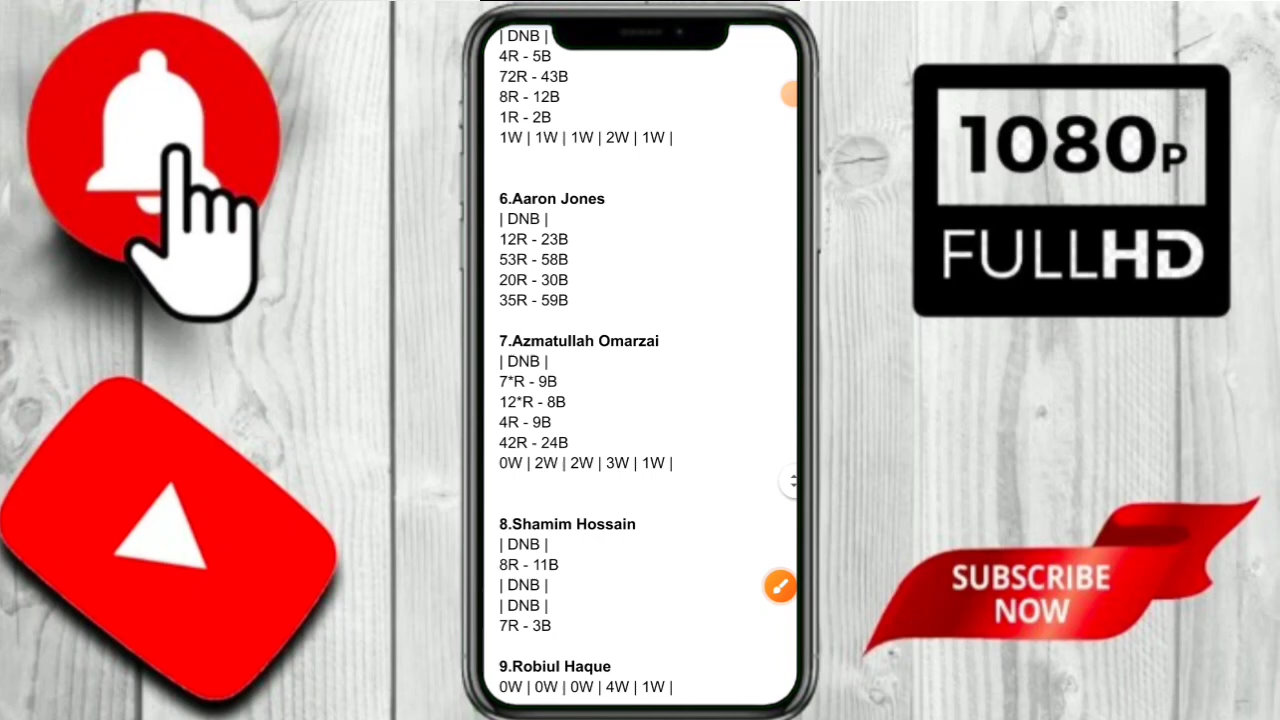 | DNB |
4R - 5B
72R - 43B
8R - 12B
1R - 2B
1W | 1W | 1W | 2W | 1W |
6.Aaron Jones
| DNB |
12R - 23B
53R - 58B
20R - 30B
35R - 59B
7.Azmatullah Omarzai
| DNB |
7*R - 9B
12*R - 8B
4R - 9B
42R - 24B
0W | 2W | 2W | 3W | 1W |
8.Shamim Hossain
| DNB |
8R - 11B
| DNB |
| DNB |
7R - 3B
9.Robiul Haque
0W | 0W | 0W | 4W | 1W |
1080P
FULLHD
SUBSCRIBE
NOW